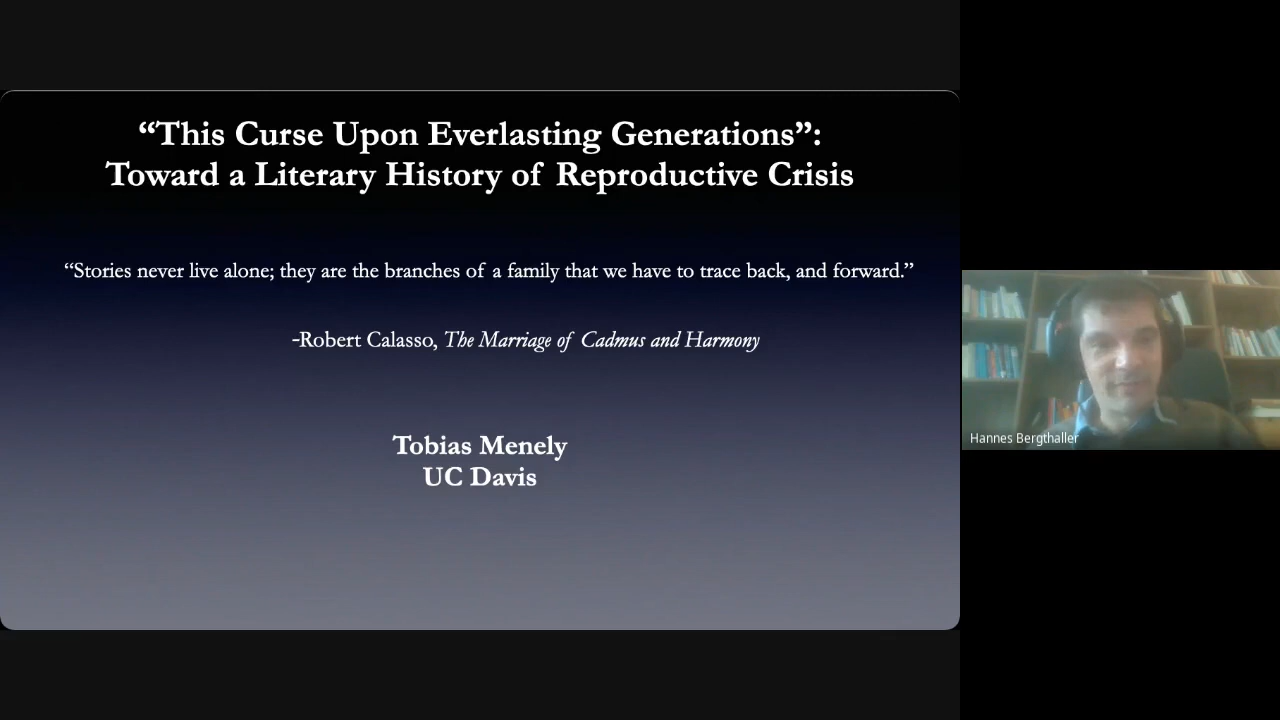 “This Curse Upon Everlasting Generations”:
Toward a Literary History of Reproductive Crisis
“Stories never live alone; they are the branches of a family that we have to trace back, and forward.”
-Robert Calasso, The Marriage of Cadmus and Harmony
Tobias Menely
UC Davis
Hannes Bergthaller